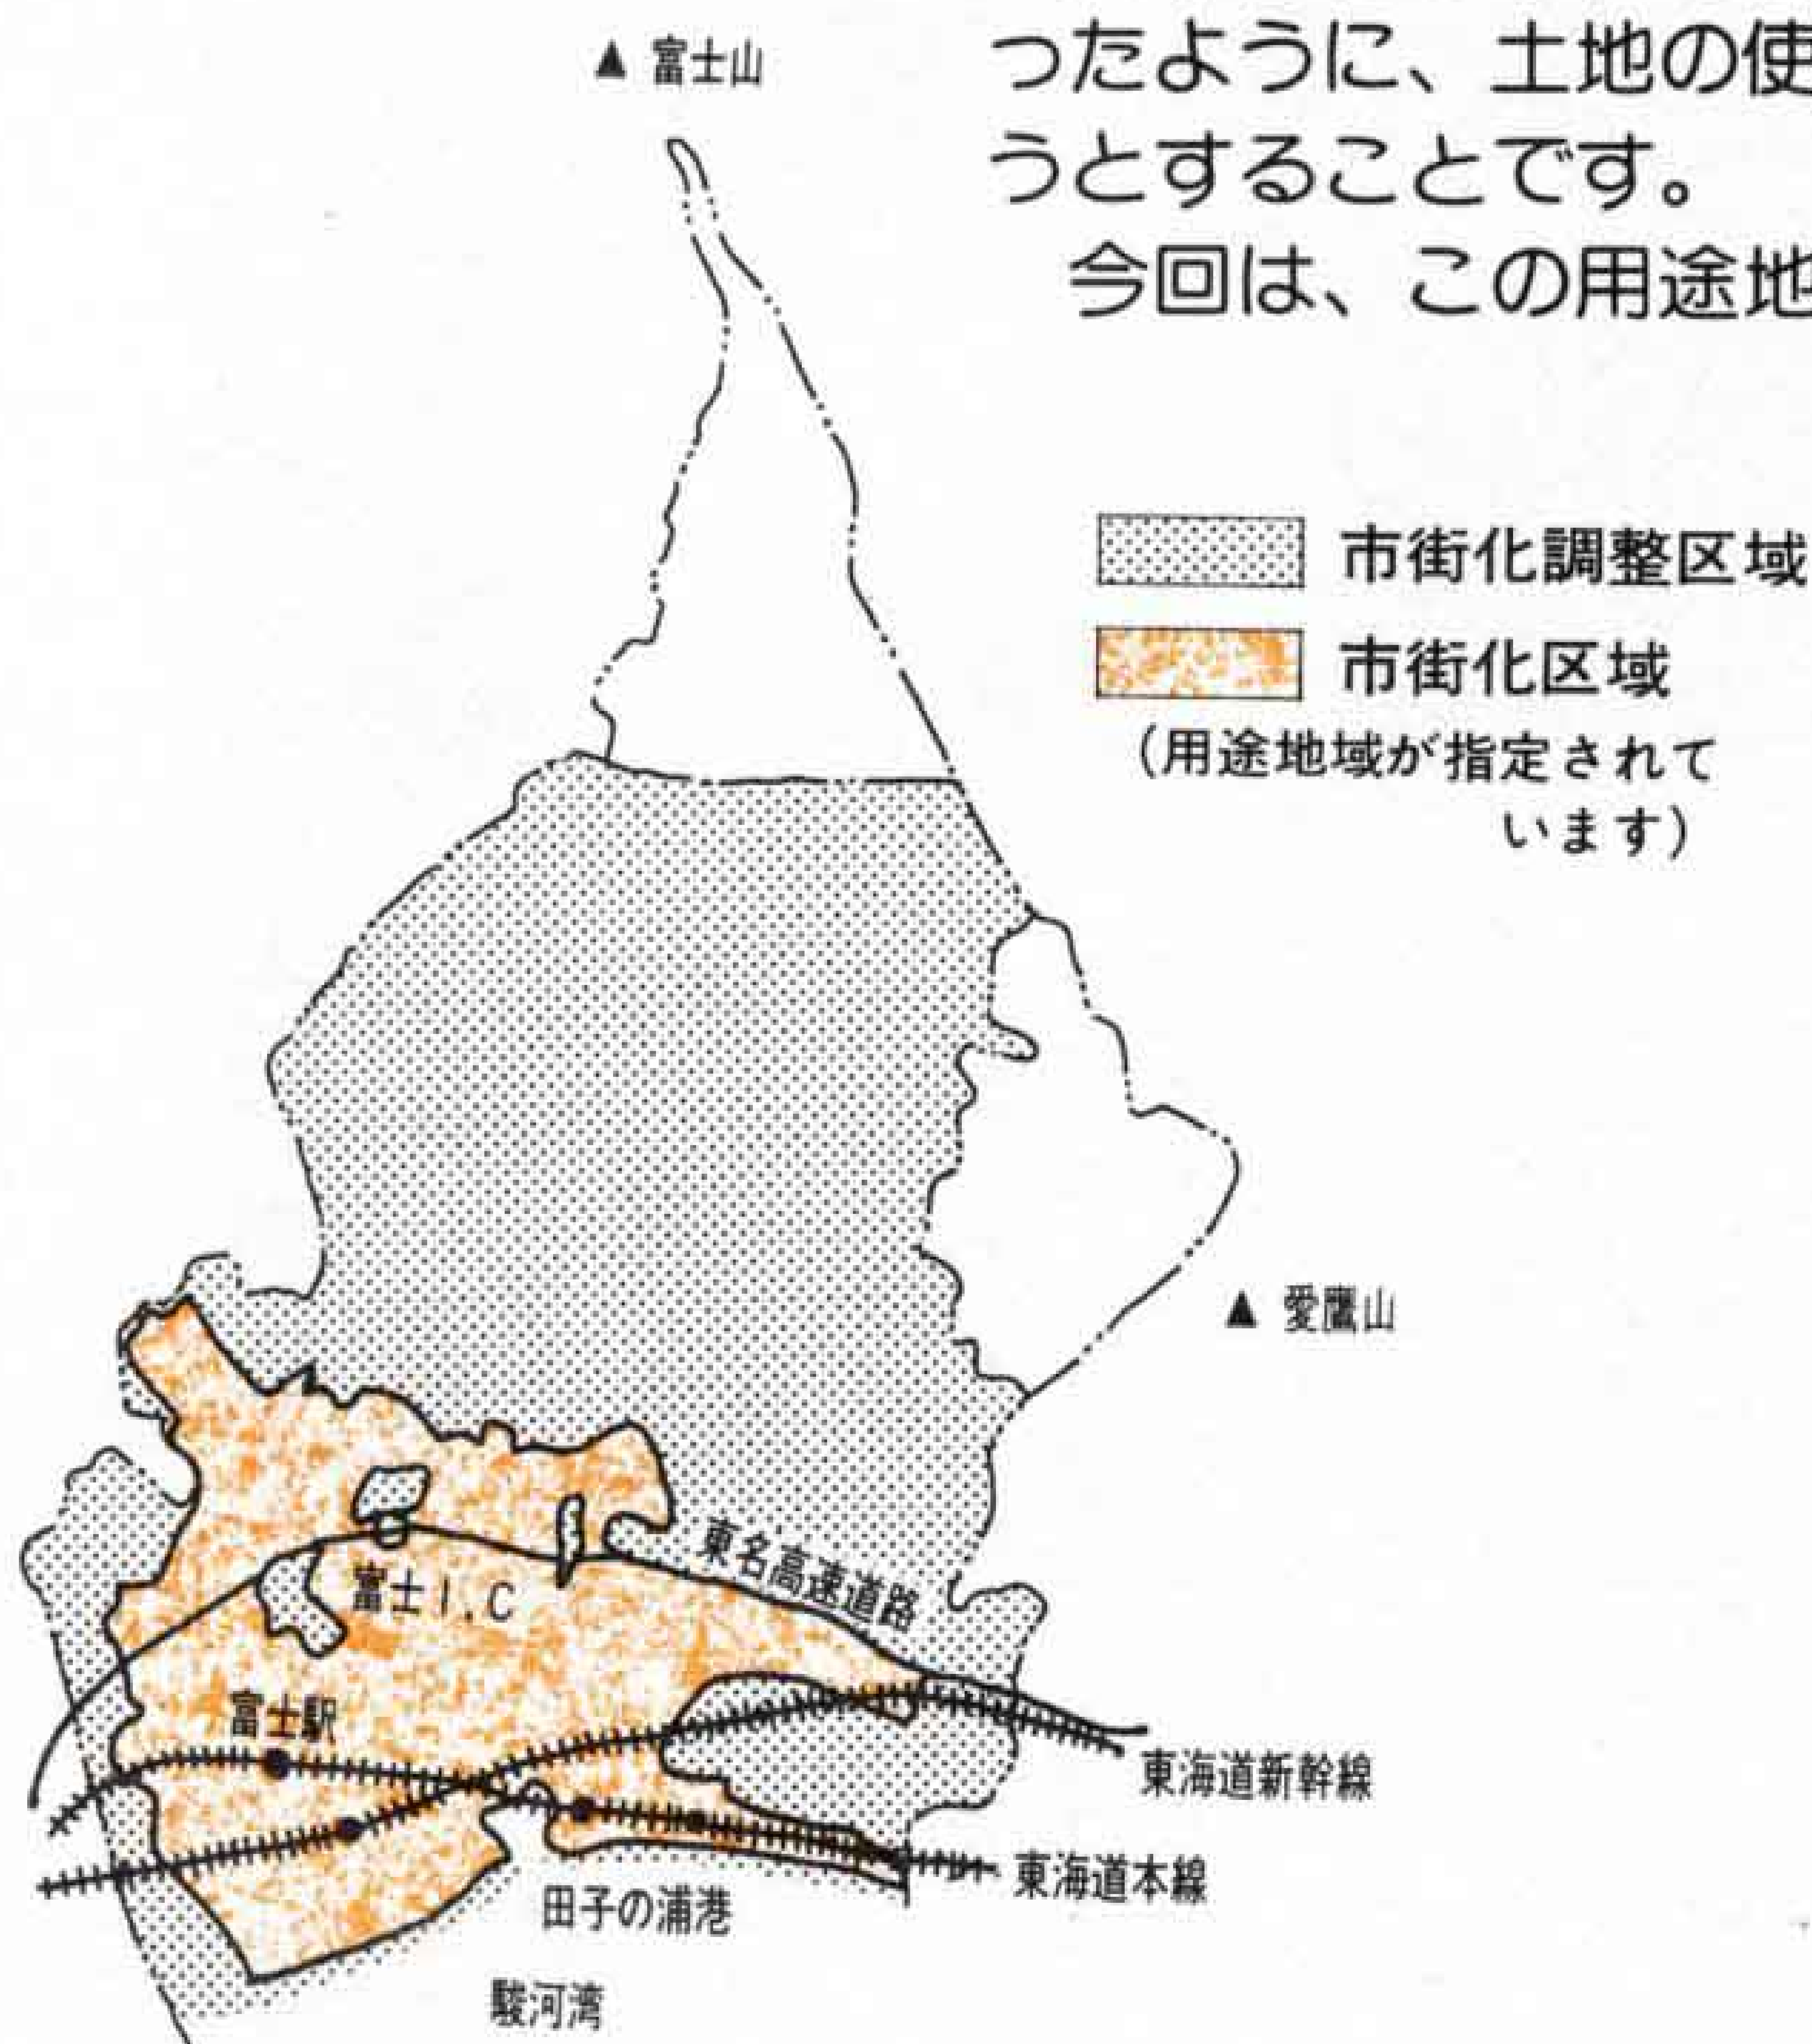 つたように、土地の使
うとすることです。
今回は、この用途地
▲ 富士山
市街化調整区域
市街化区域
(用途地域が指定されて
います)
▲ 愛鷹山
東名高速道路
富士I.C
富士駅
東海道新幹線
東海道本線
田子の浦港
駿河湾